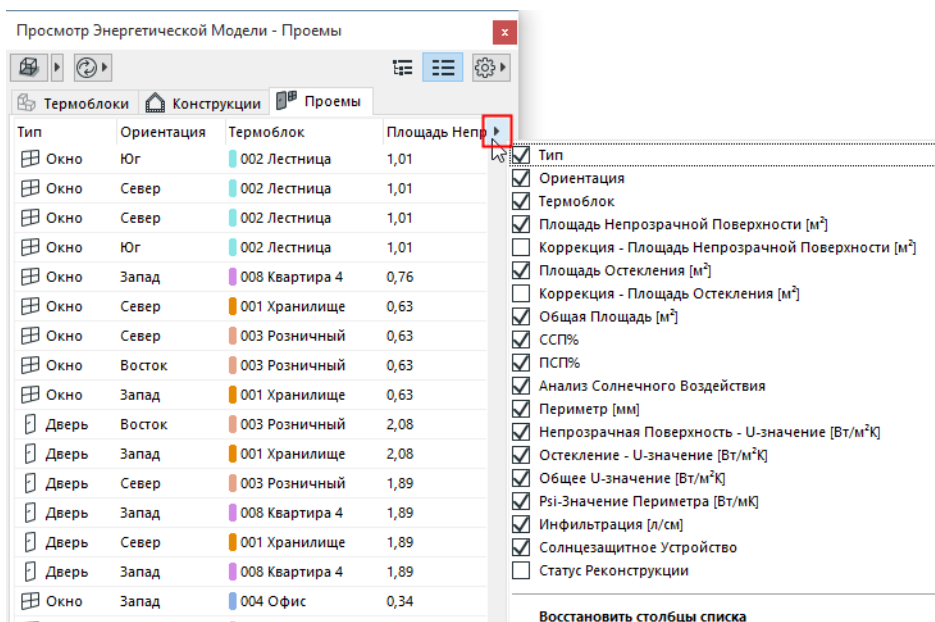 Просмотр Энергетической Модели - Проемы
Термоблоки Конструкции Проемы
Тип Ориентация Термоблок Площадь Непр
Окно Юг 002 Лестница 1,01
Окно Север 002 Лестница 1,01
Окно Север 002 Лестница 1,01
Окно Юг 002 Лестница 1,01
Окно Запад 008 Квартира 4 0,76
Окно Север 001 Хранилище 0,63
Окно Север 003 Розничный 0,63
Окно Восток 003 Розничный 0,63
Окно Запад 001 Хранилище 0,63
Дверь Восток 003 Розничный 2,08
Дверь Запад 001 Хранилище 2,08
Дверь Север 003 Розничный 1,89
Дверь Запад 008 Квартира 4 1,89
Дверь Север 001 Хранилище 1,89
Дверь Запад 008 Квартира 4 1,89
Окно Запад 004 Офис 0,34
Тип
Ориентация
Термоблок
Площадь Непрозрачной Поверхности [м²]
Коррекция - Площадь Непрозрачной Поверхности [м²]
Площадь Остекления [м²]
Коррекция - Площадь Остекления [м²]
Общая Площадь [м²]
ССП%
ПСП%
Анализ Солнечного Воздействия
Периметр [мм]
Непрозрачная Поверхность - U-значение [Вт/м²K]
Остекление - U-значение [Вт/м²K]
Общее U-значение [Вт/м²K]
Psi-Значение Периметра [Вт/мK]
Инфильтрация [л/см]
Солнцезащитное Устройство
Статус Реконструкции
Восстановить столбцы списка